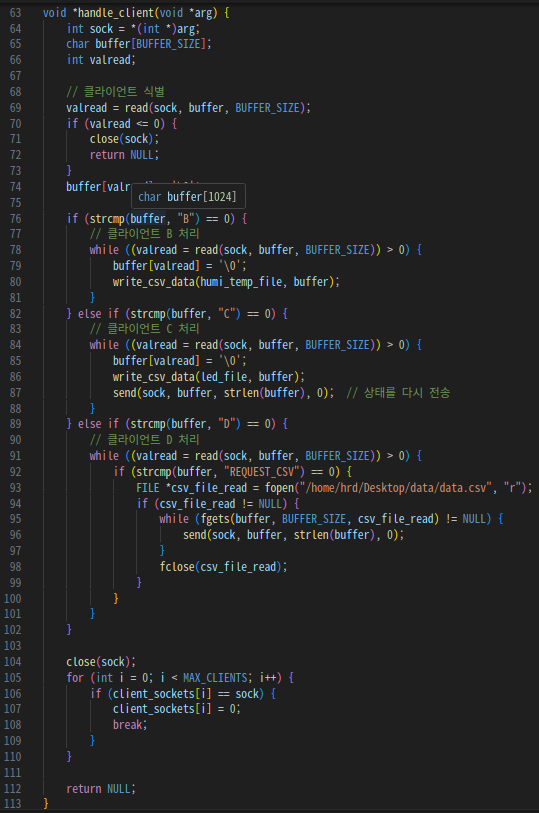 63 void *handle_client(void *arg) {
64 int sock = *(int *)arg;
65 char buffer[BUFFER_SIZE];
66 int valread;
67
68 // 클라이언트 식별
69 valread = read(sock, buffer, BUFFER_SIZE);
70 if (valread <= 0) {
71 close(sock);
72 return NULL;
73 }
74 buffer[valr
char buffer[1024]
75
76 if (strcmp(buffer, "B") == 0) {
77 // 클라이언트 B 처리
78 while ((valread = read(sock, buffer, BUFFER_SIZE)) > 0) {
79 buffer[valread] = '\0';
80 write_csv_data(humi_temp_file, buffer);
81 }
82 } else if (strcmp(buffer, "C") == 0) {
83 // 클라이언트 C 처리
84 while ((valread = read(sock, buffer, BUFFER_SIZE)) > 0) {
85 buffer[valread] = '\0';
86 write_csv_data(led_file, buffer);
87 send(sock, buffer, strlen(buffer), 0); // 상태를 다시 전송
88 }
89 } else if (strcmp(buffer, "D") == 0) {
90 // 클라이언트 D 처리
91 while ((valread = read(sock, buffer, BUFFER_SIZE)) > 0) {
92 if (strcmp(buffer, "REQUEST_CSV") == 0) {
93 FILE *csv_file_read = fopen("/home/hrd/Desktop/data/data.csv", "r");
94 if (csv_file_read != NULL) {
95 while (fgets(buffer, BUFFER_SIZE, csv_file_read) != NULL) {
96 send(sock, buffer, strlen(buffer), 0);
97 }
98 fclose(csv_file_read);
99 }
100 }
101 }
102 }
103
104 close(sock);
105 for (int i = 0; i < MAX_CLIENTS; i++) {
106 if (client_sockets[i] == sock) {
107 client_sockets[i] = 0;
108 break;
109 }
110 }
111
112 return NULL;
113 }